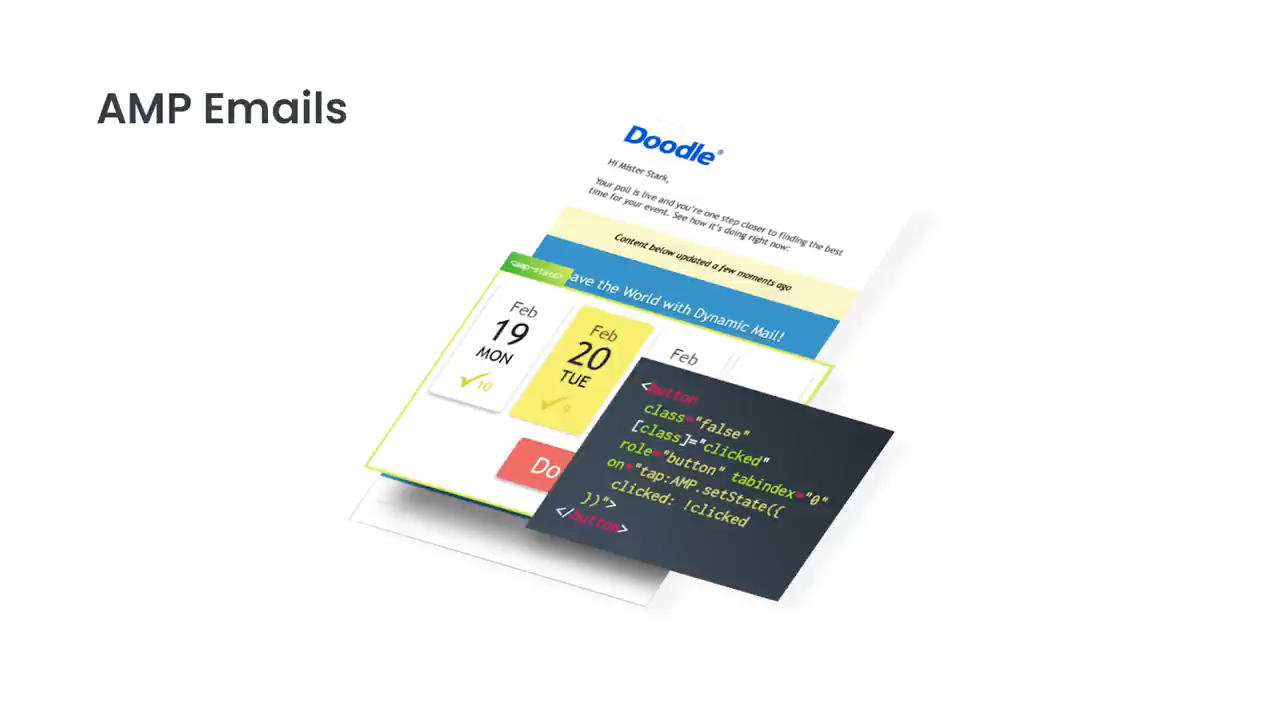 AMP Emails
Doodle®
Hi Mister Stark,
Your poll is live and you're one step closer to finding the best
time for your event. See how it's doing right now:
Content below updated a few moments ago
<amp-state>
ave the World with Dynamic Mail!
Feb
19
MON
10
Feb
20
TUE
9
Feb
Do
<button
class="false"
[class]="clicked"
role="button" tabindex="0"
on="tap:AMP.setState({
clicked: !clicked
})">
</button>